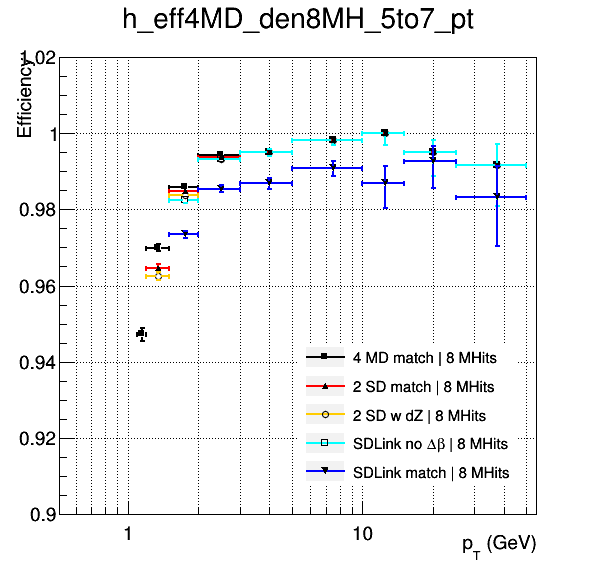 h_eff4MD_den8MH_5to7_pt
Efficiency
1.02
1
0.98
0.96
0.94
0.92
0.9
4 MD match | 8 MHits
2 SD match | 8 MHits
2 SD w dZ | 8 MHits
SDLink no Δβ | 8 MHits
SDLink match | 8 MHits
1
10
p_T (GeV)